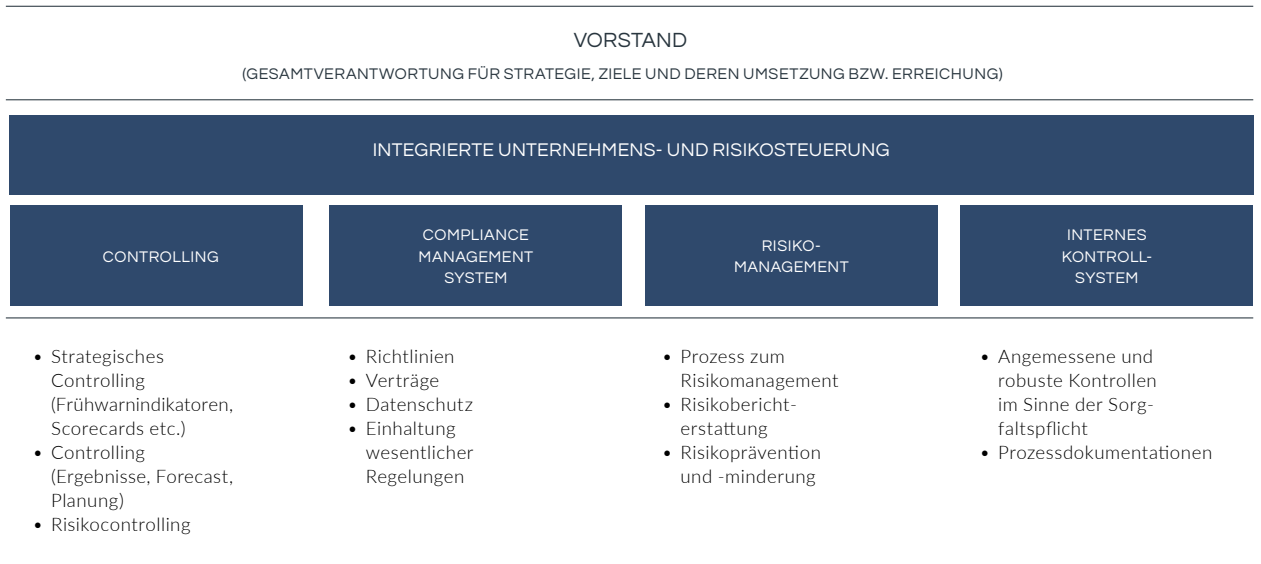 VORSTAND
(GESAMTVERANTWORTUNG FÜR STRATEGIE, ZIELE UND DEREN UMSETZUNG BZW. ERREICHUNG)
INTEGRIERTE UNTERNEHMENS- UND RISIKOSTEUERUNG
CONTROLLING
COMPLIANCE
MANAGEMENT
SYSTEM
RISIKO-
MANAGEMENT
INTERNES
KONTROLL-
SYSTEM
• Strategisches
Controlling
(Frühwarnindikatoren,
Scorecards etc.)
• Controlling
(Ergebnisse, Forecast,
Planung)
• Risikocontrolling
• Richtlinien
• Verträge
• Datenschutz
• Einhaltung
wesentlicher
Regelungen
• Prozess zum
Risikomanagement
• Risikobericht-
erstattung
• Risikoprävention
und -minderung
• Angemessene und
robuste Kontrollen
im Sinne der Sorg-
faltspflicht
• Prozessdokumentationen